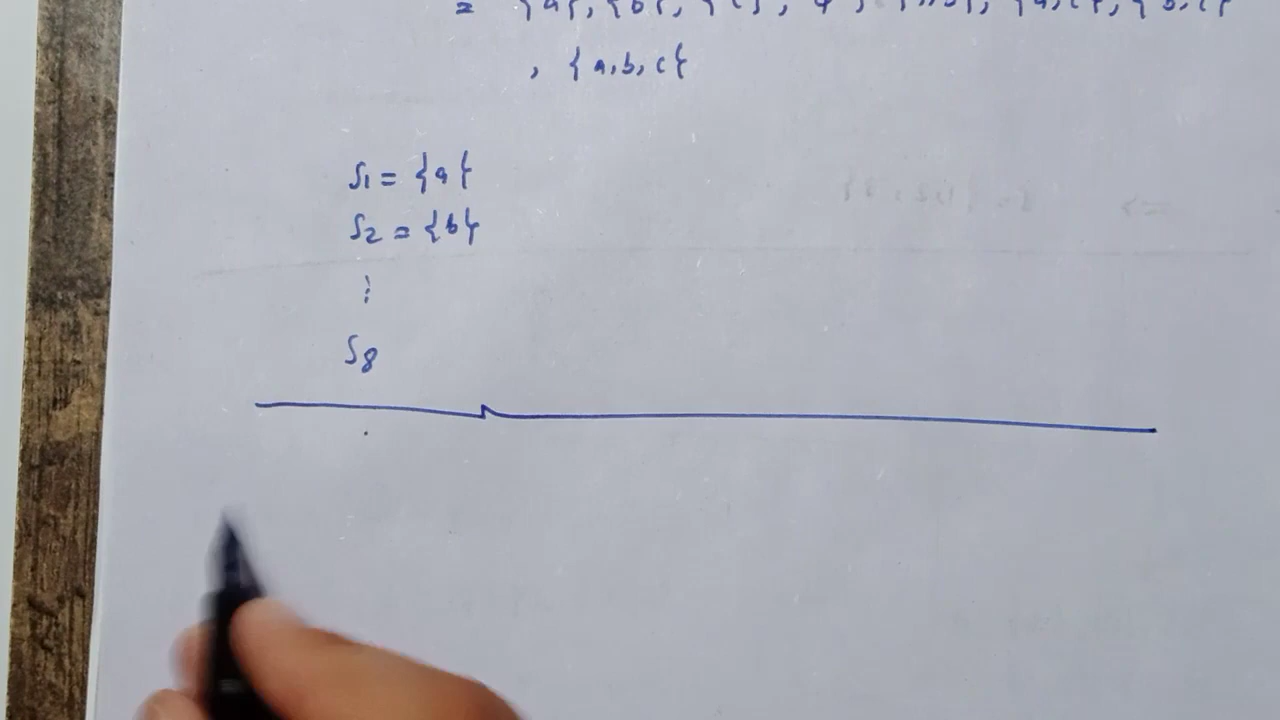 = {a}, {b}, {c}, φ, {a,b}, {a,c}, {b,c}
, {a,b,c}
S1 = {a}
S2 = {b}
⋮
S8